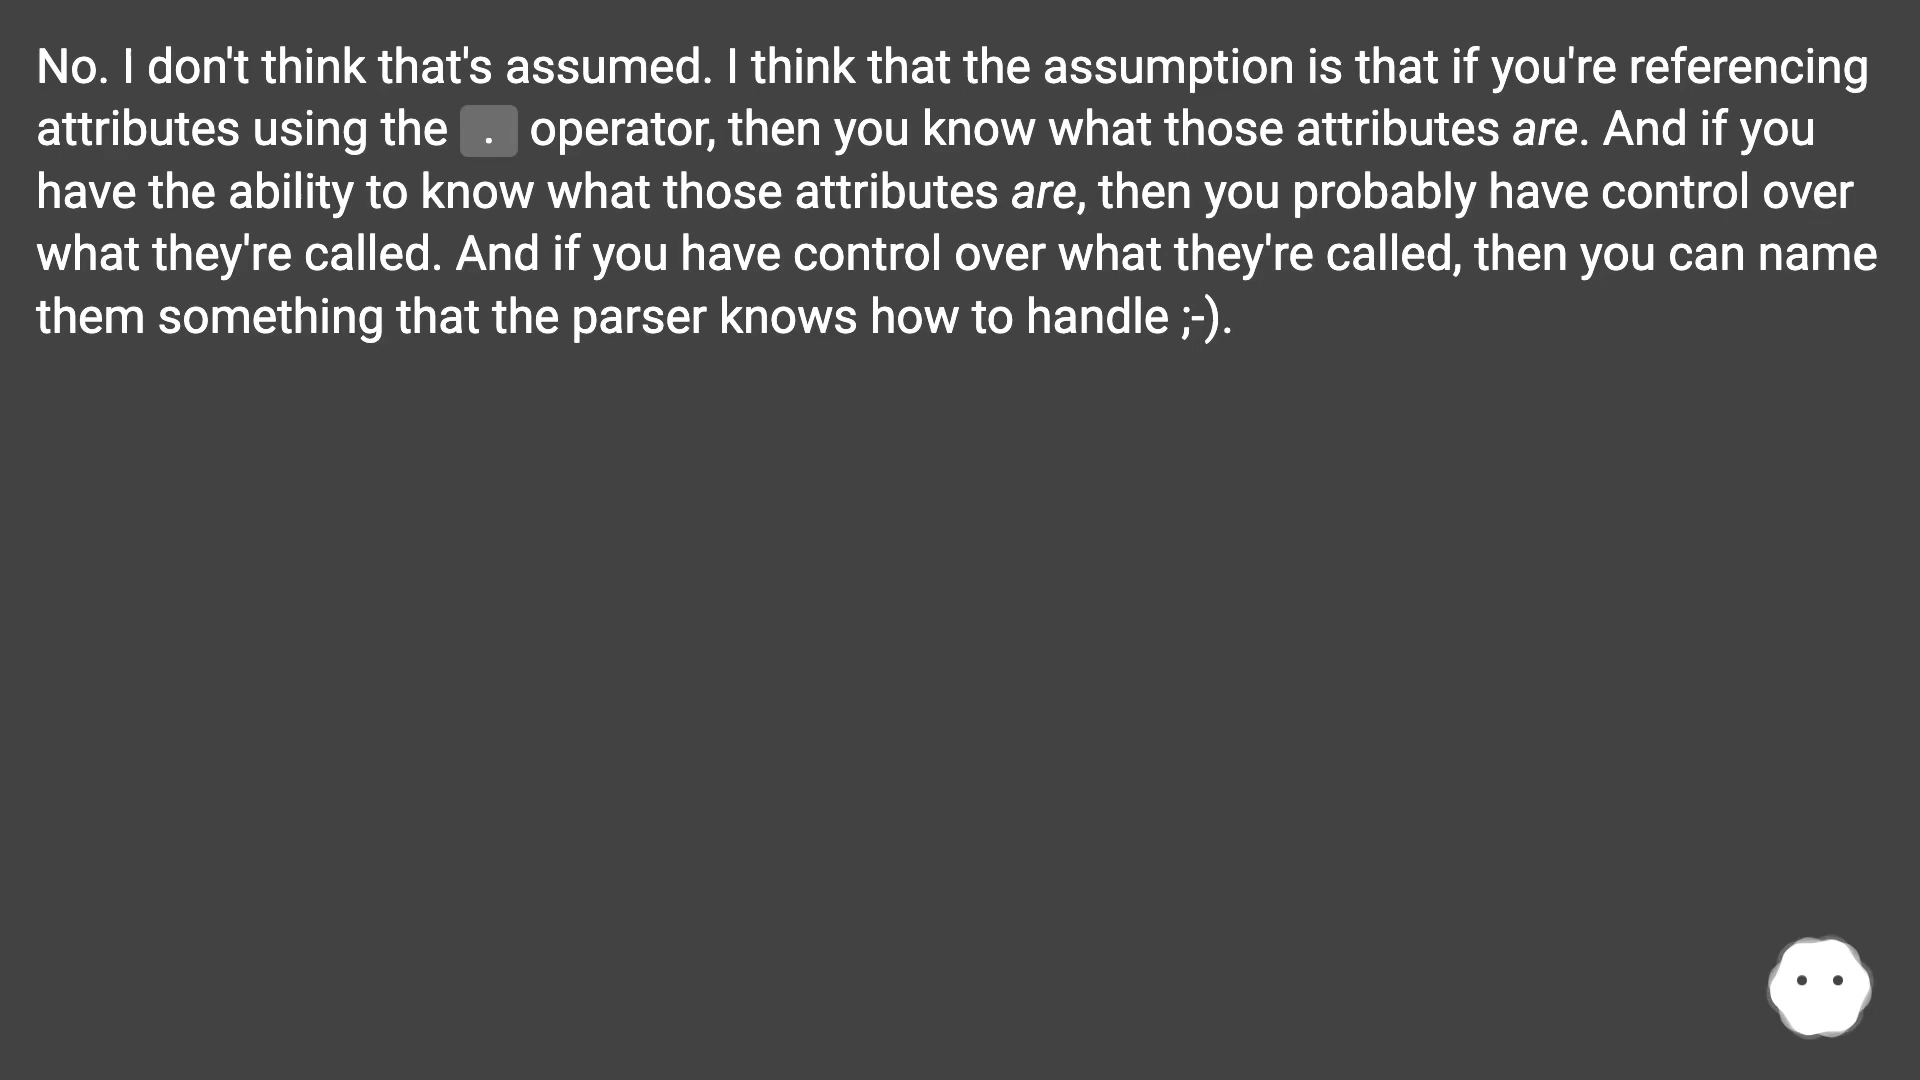 No. I don't think that's assumed. I think that the assumption is that if you're referencing
attributes using the . operator, then you know what those attributes are. And if you
have the ability to know what those attributes are, then you probably have control over
what they're called. And if you have control over what they're called, then you can name
them something that the parser knows how to handle ;-).